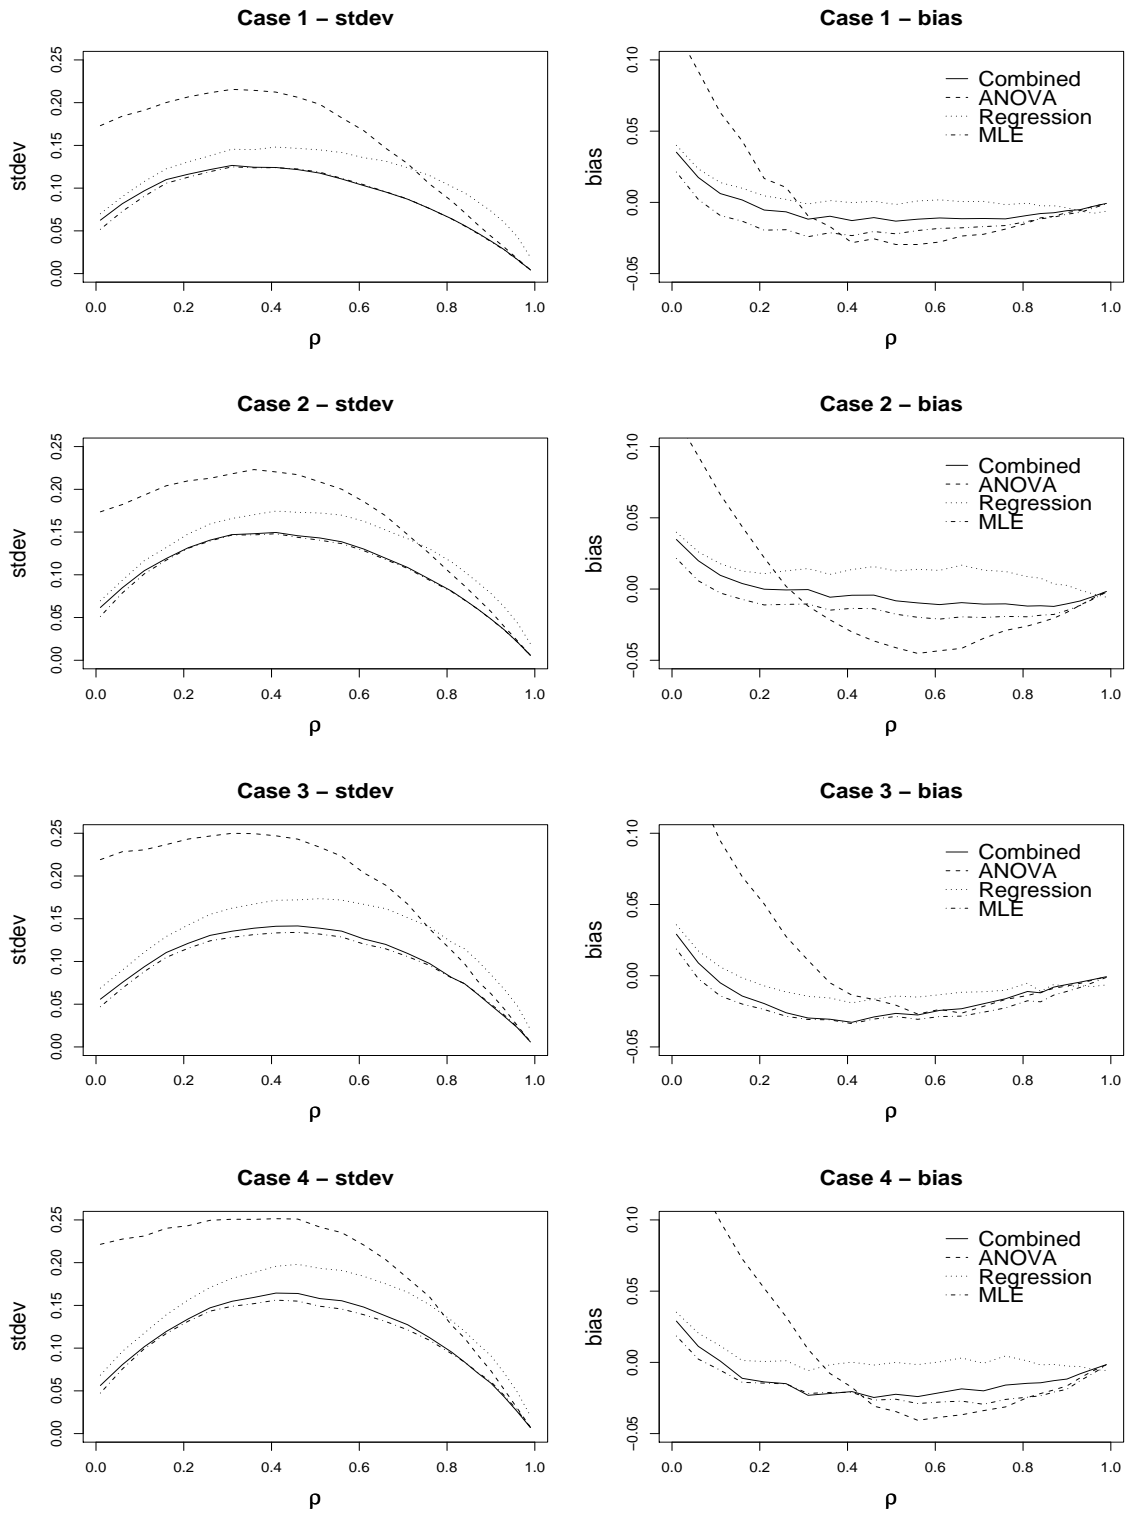 Case 1 – stdev
stdev
0.00 0.05 0.10 0.15 0.20 0.25
0.0 0.2 0.4 0.6 0.8 1.0
ρ
Case 1 – bias
bias
−0.05 0.00 0.05 0.10
Combined
ANOVA
Regression
MLE
0.0 0.2 0.4 0.6 0.8 1.0
ρ
Case 2 – stdev
stdev
0.00 0.05 0.10 0.15 0.20 0.25
0.0 0.2 0.4 0.6 0.8 1.0
ρ
Case 2 – bias
bias
−0.05 0.00 0.05 0.10
Combined
ANOVA
Regression
MLE
0.0 0.2 0.4 0.6 0.8 1.0
ρ
Case 3 – stdev
stdev
0.00 0.05 0.10 0.15 0.20 0.25
0.0 0.2 0.4 0.6 0.8 1.0
ρ
Case 3 – bias
bias
−0.05 0.00 0.05 0.10
Combined
ANOVA
Regression
MLE
0.0 0.2 0.4 0.6 0.8 1.0
ρ
Case 4 – stdev
stdev
0.00 0.05 0.10 0.15 0.20 0.25
0.0 0.2 0.4 0.6 0.8 1.0
ρ
Case 4 – bias
bias
−0.05 0.00 0.05 0.10
Combined
ANOVA
Regression
MLE
0.0 0.2 0.4 0.6 0.8 1.0
ρ